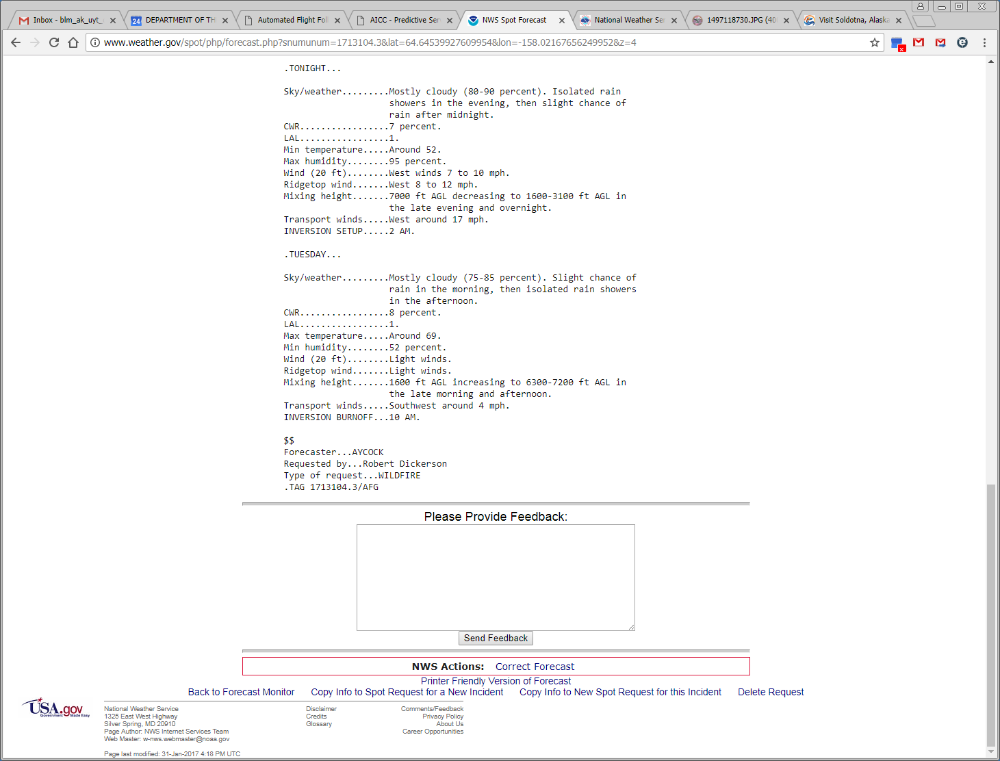 Inbox - blm_ak_uyt_
DEPARTMENT OF TH
Automated Flight Foll
AICC - Predictive Ser
NWS Spot Forecast
National Weather Ser
1497118730.JPG (40
Visit Soldotna, Alaska
www.weather.gov/spot/php/forecast.php?snumunum=1713104.3&lat=64.64539927609954&lon=-158.02167656249952&z=4
.TONIGHT...
Sky/weather.........Mostly cloudy (80-90 percent). Isolated rain
showers in the evening, then slight chance of
rain after midnight.
CWR.................7 percent.
LAL.................1.
Min temperature.....Around 52.
Max humidity........95 percent.
Wind (20 ft)........West winds 7 to 10 mph.
Ridgetop wind.......West 8 to 12 mph.
Mixing height.......7000 ft AGL decreasing to 1600-3100 ft AGL in
the late evening and overnight.
Transport winds.....West around 17 mph.
INVERSION SETUP.....2 AM.
.TUESDAY...
Sky/weather.........Mostly cloudy (75-85 percent). Slight chance of
rain in the morning, then isolated rain showers
in the afternoon.
CWR.................8 percent.
LAL.................1.
Max temperature.....Around 69.
Min humidity........52 percent.
Wind (20 ft)........Light winds.
Ridgetop wind.......Light winds.
Mixing height.......1600 ft AGL increasing to 6300-7200 ft AGL in
the late morning and afternoon.
Transport winds.....Southwest around 4 mph.
INVERSION BURNOFF...10 AM.
$$
Forecaster...AYCOCK
Requested by...Robert Dickerson
Type of request...WILDFIRE
.TAG 1713104.3/AFG
Please Provide Feedback:
Send Feedback
NWS Actions: Correct Forecast
Printer Friendly Version of Forecast
Back to Forecast Monitor Copy Info to Spot Request for a New Incident Copy Info to New Spot Request for this Incident Delete Request
USA.gov
Government Made Easy
National Weather Service
1325 East West Highway
Silver Spring, MD 20910
Page Author: NWS Internet Services Team
Web Master: w-nws.webmaster@noaa.gov
Page last modified: 31-Jan-2017 4:18 PM UTC
Disclaimer
Credits
Glossary
Comments/Feedback
Privacy Policy
About Us
Career Opportunities